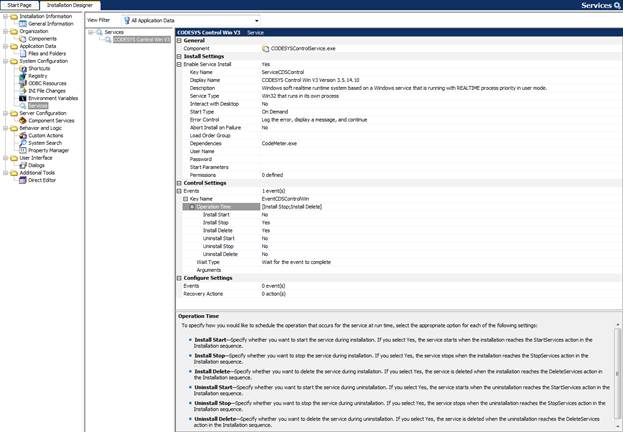 Start Page
Installation Designer
Services
View Filter
All Application Data
Installation Information
General Information
Organization
Components
Application Data
Files and Folders
System Configuration
Shortcuts
Registry
ODBC Resources
INI File Changes
Environment Variables
Services
Server Configuration
Component Services
Behavior and Logic
Custom Actions
System Search
Property Manager
User Interface
Dialogs
Additional Tools
Direct Editor
Services
CODESYS Control Win V3
CODESYS Control Win V3 Service
General
Component CODESYSControlService.exe
Install Settings
Enable Service Install Yes
Key Name ServiceCDSControl
Display Name CODESYS Control Win V3 Version 3.5.14.10
Description Windows soft realtime runtime system based on a Windows service that is running with REALTIME process priority in user mode.
Service Type Win32 that runs in its own process
Interact with Desktop No
Start Type On Demand
Error Control Log the error, display a message, and continue
Abort Install on Failure No
Load Order Group
Dependencies CodeMeter.exe
User Name
Password
Start Parameters
Permissions 0 defined
Control Settings
Events 1 event(s)
Key Name EventCDSControlWin
Operation Time [Install Stop;Install Delete]
Install Start No
Install Stop Yes
Install Delete Yes
Uninstall Start No
Uninstall Stop No
Uninstall Delete No
Wait Type Wait for the event to complete
Arguments
Configure Settings
Events 0 event(s)
Recovery Actions 0 action(s)
Operation Time
To specify how you would like to schedule the operation that occurs for the service at run time, select the appropriate option for each of the following settings:
Install Start—Specify whether you want to start the service during installation. If you select Yes, the service starts when the installation reaches the StartServices action in the
Installation sequence.
Install Stop—Specify whether you want to stop the service during installation. If you select Yes, the service stops when the installation reaches the StopServices action in the
Installation sequence.
Install Delete—Specify whether you want to delete the service during installation. If you select Yes, the service is deleted when the installation reaches the DeleteServices action in
the Installation sequence.
Uninstall Start—Specify whether you want to start the service during uninstallation. If you select Yes, the service starts when the uninstallation reaches the StartServices action in the
Installation sequence.
Uninstall Stop—Specify whether you want to stop the service during uninstallation. If you select Yes, the service stops when the uninstallation reaches the StopServices action in the
Installation sequence.
Uninstall Delete—Specify whether you want to delete the service during uninstallation. If you select Yes, the service is deleted when the uninstallation reaches the DeleteServices
action in the Installation sequence.